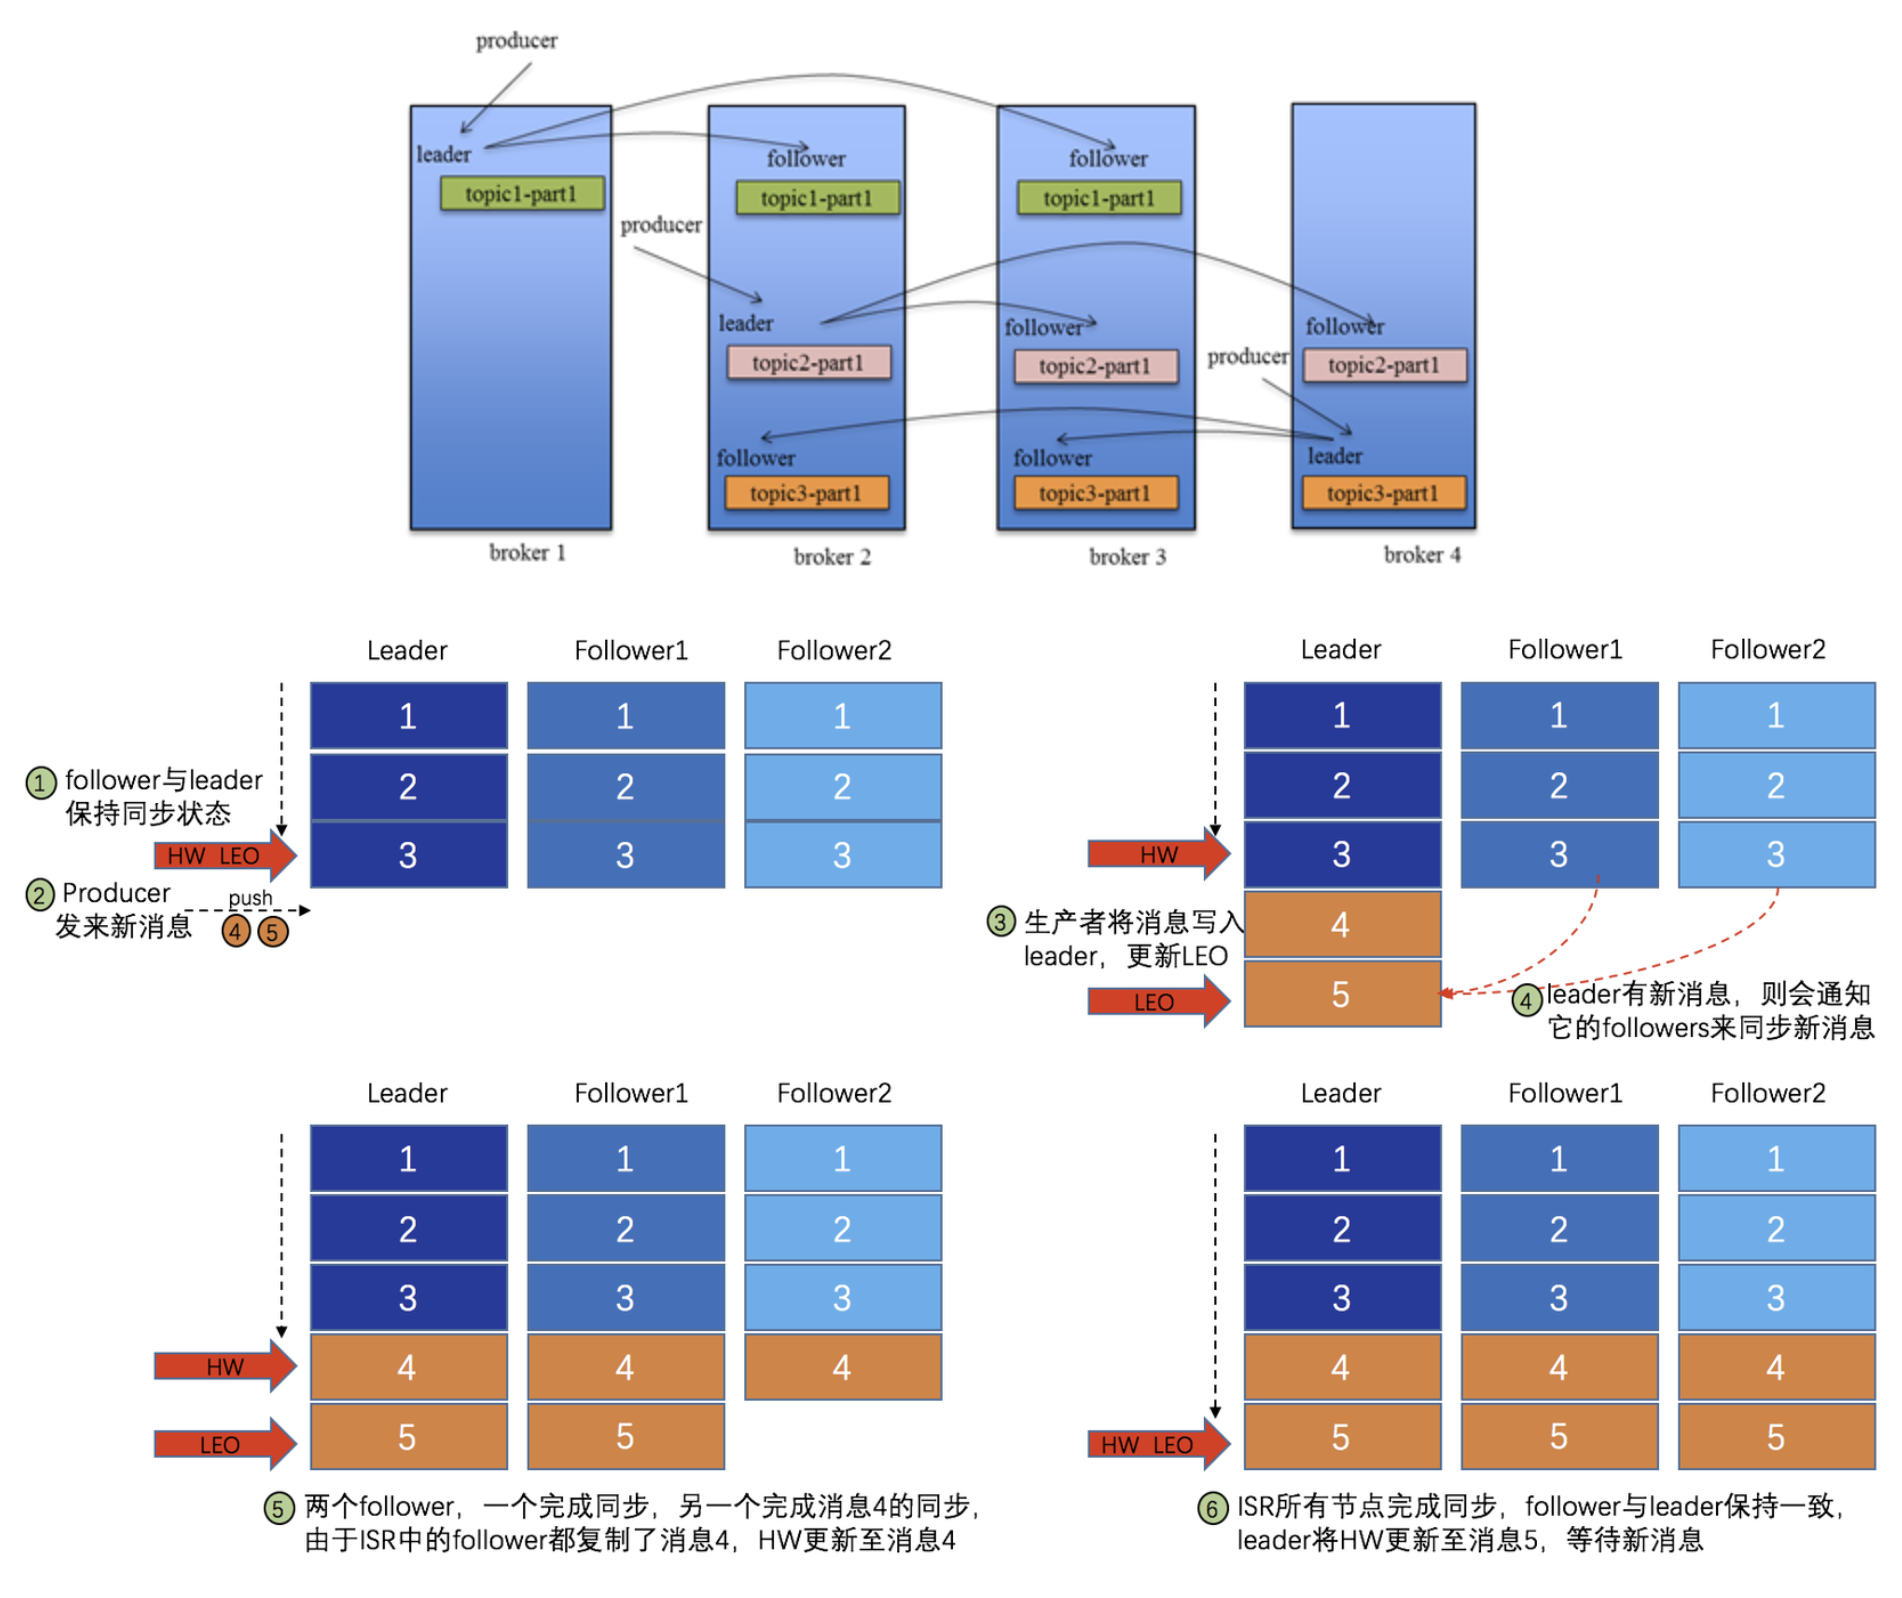 producer
leader
follower
follower
topic1-part1
topic1-part1
topic1-part1
producer
leader
follower
follower
producer
topic2-part1
topic2-part1
topic2-part1
follower
follower
leader
topic3-part1
topic3-part1
topic3-part1
broker 1
broker 2
broker 3
broker 4
Leader
Follower1
Follower2
1
1
1
2
2
2
3
3
3
① follower与leader
保持同步状态
HW LEO
② Producer
发来新消息
push
4
5
Leader
Follower1
Follower2
1
1
1
2
2
2
HW
3
3
3
③ 生产者将消息写入
leader，更新LEO
4
LEO
5
④ leader有新消息，则会通知
它的followers来同步新消息
Leader
Follower1
Follower2
1
1
1
2
2
2
3
3
3
HW
4
4
4
LEO
5
5
⑤ 两个follower，一个完成同步，另一个完成消息4的同步，
由于ISR中的follower都复制了消息4，HW更新至消息4
Leader
Follower1
Follower2
1
1
1
2
2
2
3
3
3
4
4
4
HW LEO
5
5
5
⑥ ISR所有节点完成同步，follower与leader保持一致，
leader将HW更新至消息5，等待新消息